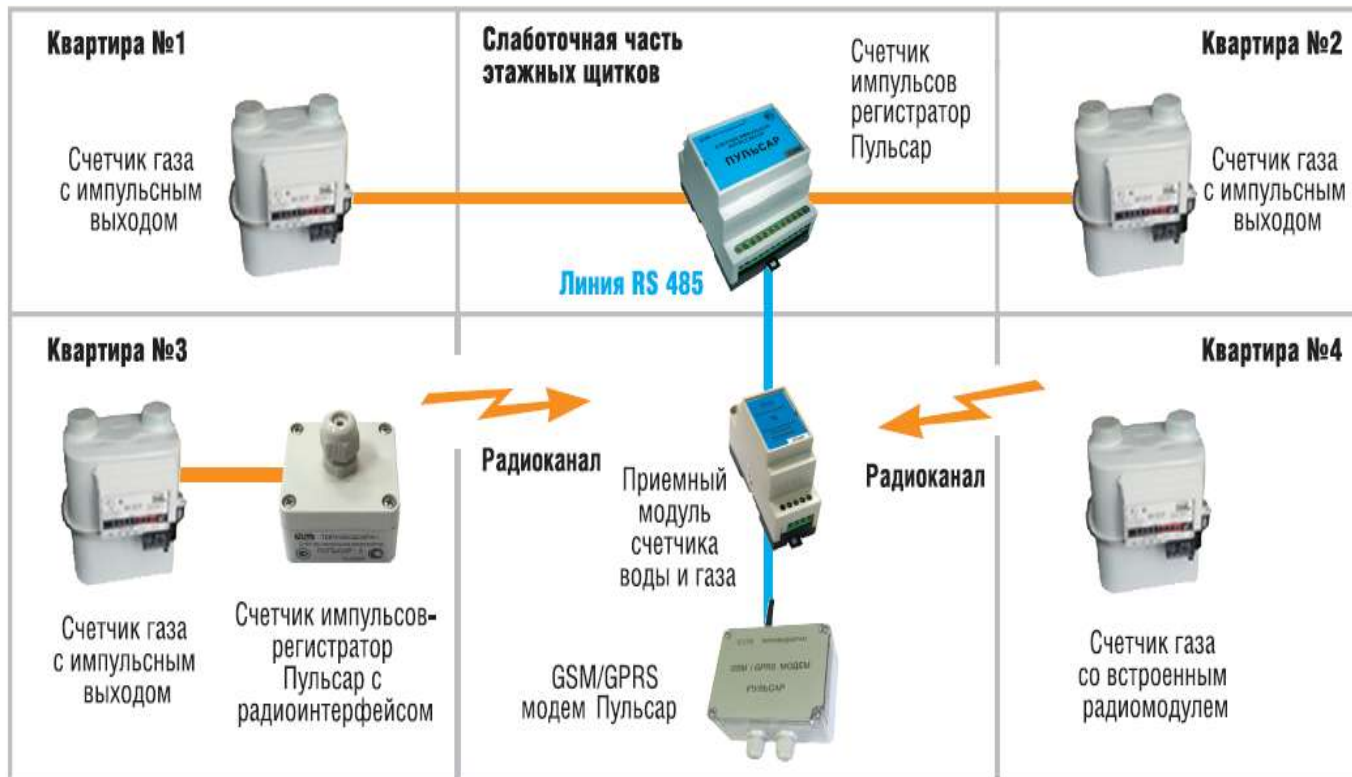 Квартира №1
Счетчик газа
с импульсным
выходом
Слаботочная часть
этажных щитков
Счетчик
импульсов
регистратор
Пульсар
ПУЛЬСАР
Линия RS 485
Квартира №2
Счетчик газа
с импульсным
выходом
Квартира №3
Счетчик газа
с импульсным
выходом
Счетчик импульсов-
регистратор
Пульсар с
радиоинтерфейсом
Радиоканал
Приемный
модуль
счетчика
воды и газа
Радиоканал
GSM/GPRS
модем Пульсар
GSM / GPRS МОДЕМ
ПУЛЬСАР
Квартира №4
Счетчик газа
со встроенным
радиомодулем